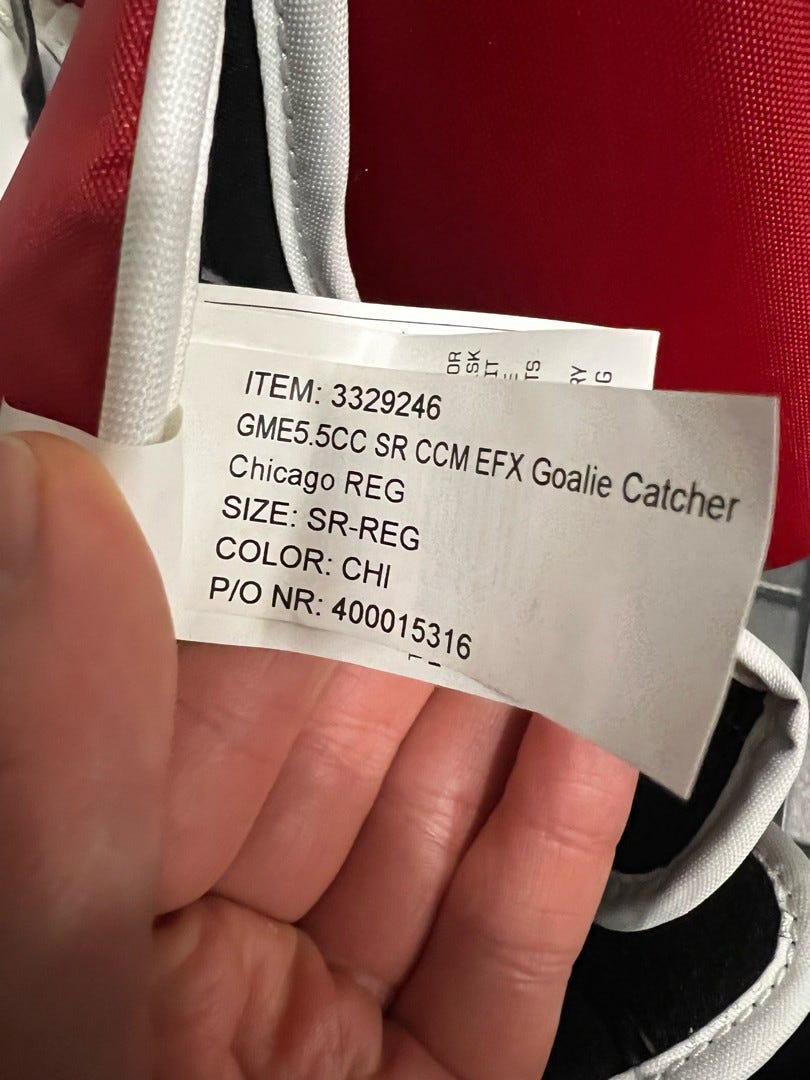 ITEM: 3329246
GME5.5CC SR CCM EFX Goalie Catcher
Chicago REG
SIZE: SR-REG
COLOR: CHI
P/O NR: 400015316